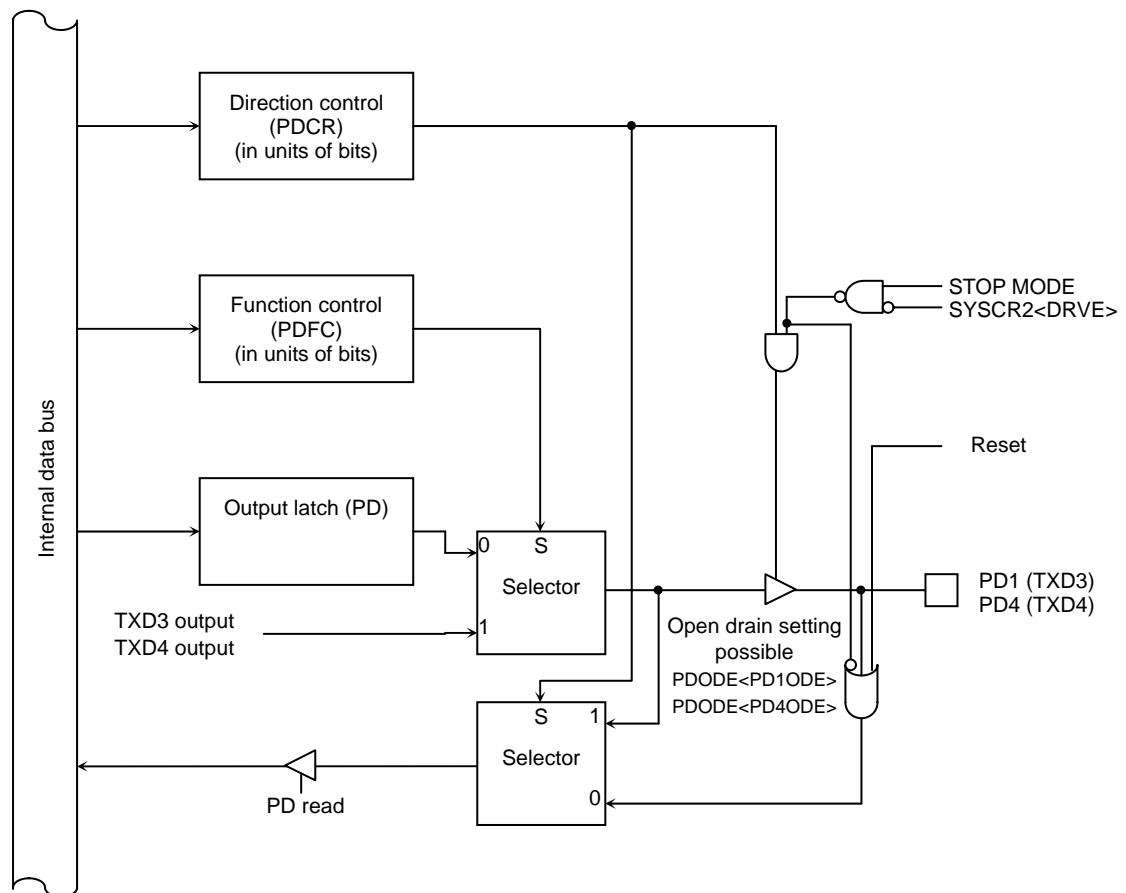 Direction control
(PDCR)
(in units of bits)
STOP MODE
SYSCR2<DRVE>
Function control
(PDFC)
(in units of bits)
Internal data bus
Reset
Output latch (PD)
0
S
Selector
1
TXD3 output
TXD4 output
PD1 (TXD3)
PD4 (TXD4)
Open drain setting
possible
PDODE<PD1ODE>
PDODE<PD4ODE>
S
1
Selector
0
PD read